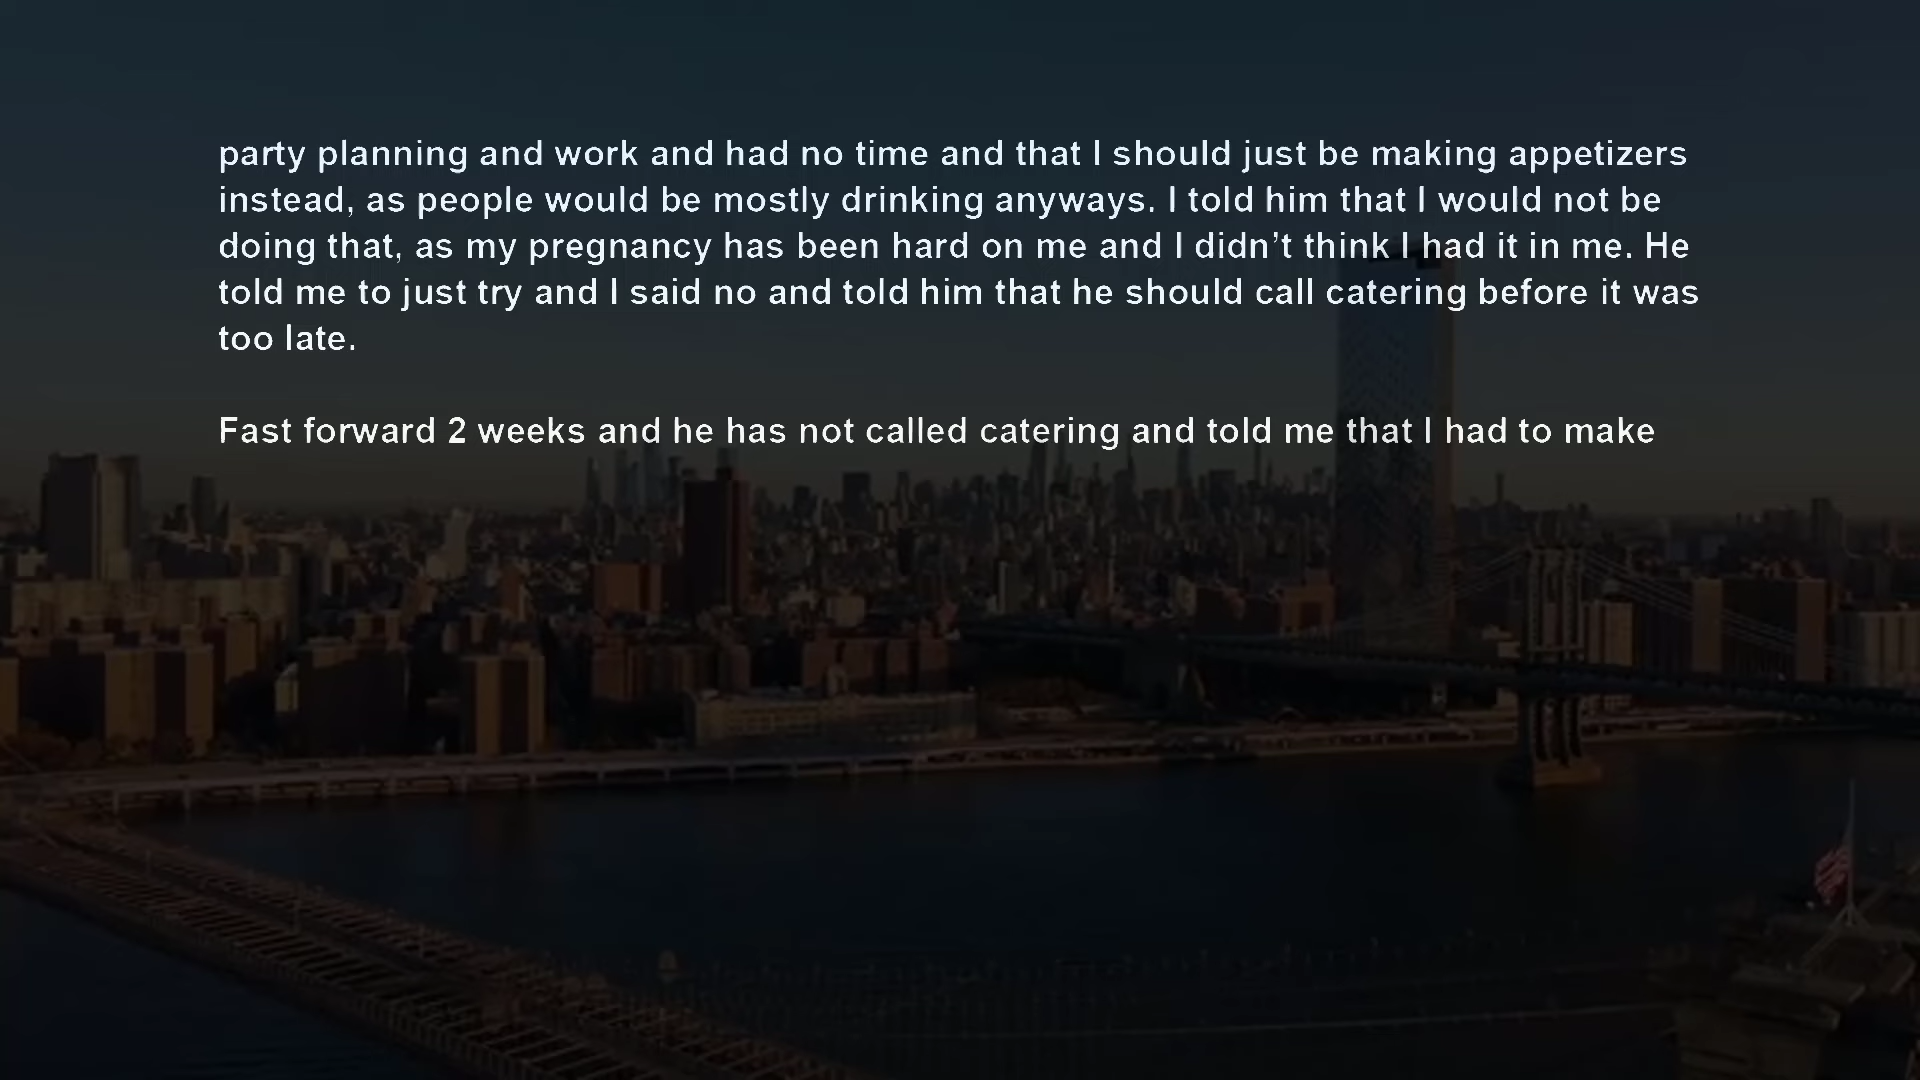 party planning and work and had no time and that I should just be making appetizers
instead, as people would be mostly drinking anyways. I told him that I would not be
doing that, as my pregnancy has been hard on me and I didn’t think I had it in me. He
told me to just try and I said no and told him that he should call catering before it was
too late.
Fast forward 2 weeks and he has not called catering and told me that I had to make